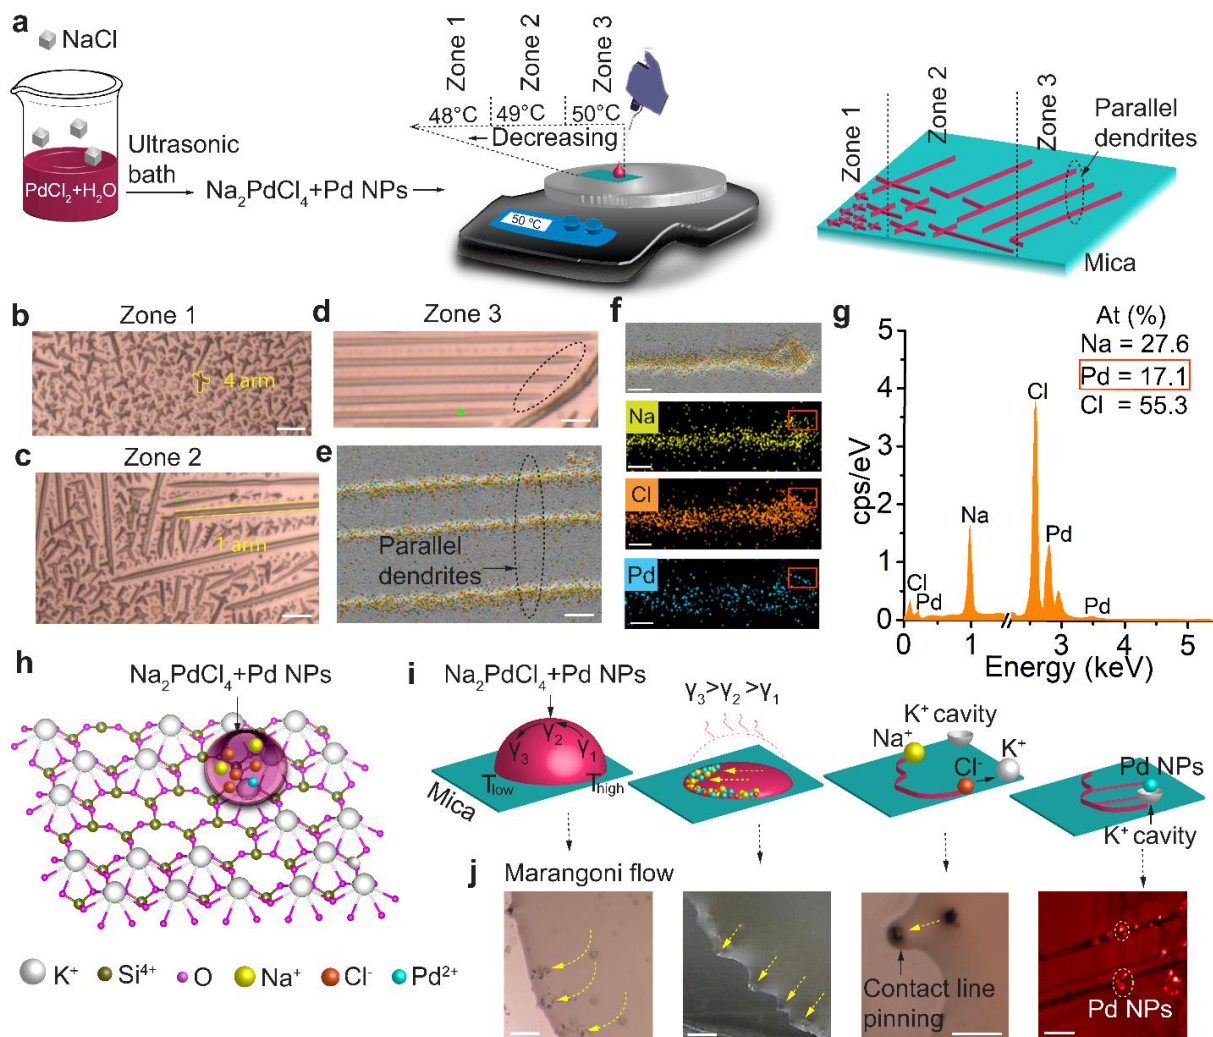 a
NaCl
PdCl₂+H₂O
Ultrasonic
bath
Na₂PdCl₄+Pd NPs
Zone 1
Zone 2
Zone 3
48°C
49°C
50°C
Decreasing
50 °C
Zone 1
Zone 2
Zone 3
Parallel
dendrites
Mica
b
Zone 1
4 arm
c
Zone 2
1 arm
d
Zone 3
e
Parallel
dendrites
f
Na
Cl
Pd
g
At (%)
Na = 27.6
Pd = 17.1
Cl = 55.3
cps/eV
5
4
3
2
1
0
Cl
Pd
Na
Cl
Pd
Pd
0
1
3
4
5
Energy (keV)
h
Na₂PdCl₄+Pd NPs
K⁺
Si⁴⁺
O
Na⁺
Cl⁻
Pd²⁺
i
Na₂PdCl₄+Pd NPs
γ₃
γ₂
γ₁
T_low
T_high
Mica
γ₃>γ₂>γ₁
K⁺ cavity
Na⁺
K⁺
Cl⁻
Pd NPs
K⁺ cavity
j
Marangoni flow
Contact line
pinning
Pd NPs